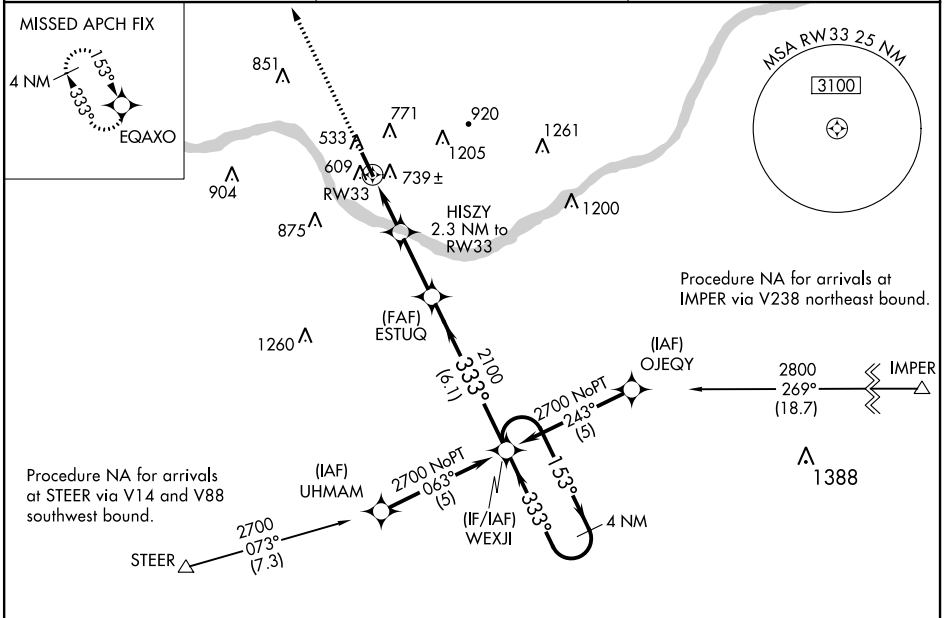 MISSED APCH FIX
4 NM
153°
333°
EQAXO
851
771
920
533
1205
1261
609
739 ±
RW33
904
875
1200
HISZY
2.3 NM to
RW33
MSA RW33 25 NM
3100
Procedure NA for arrivals at
IMPER via V238 northeast bound.
(FAF)
ESTUQ
1260
2100
333°
(6.1)
(IAF)
OJEQY
2800
269°
(18.7)
IMPER
2700 NoPT
243°
(5)
1388
Procedure NA for arrivals
at STEER via V14 and V88
southwest bound.
(IAF)
UHMAM
2700 NoPT
063°
(5)
(IF/IAF)
WEXJI
153°
333°
4 NM
2700
073°
(7.3)
STEER